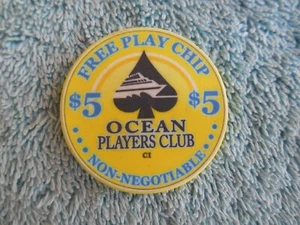 FREE PLAY CHIP
$5 $5
OCEAN
PLAYERS CLUB
CI
NON-NEGOTIABLE